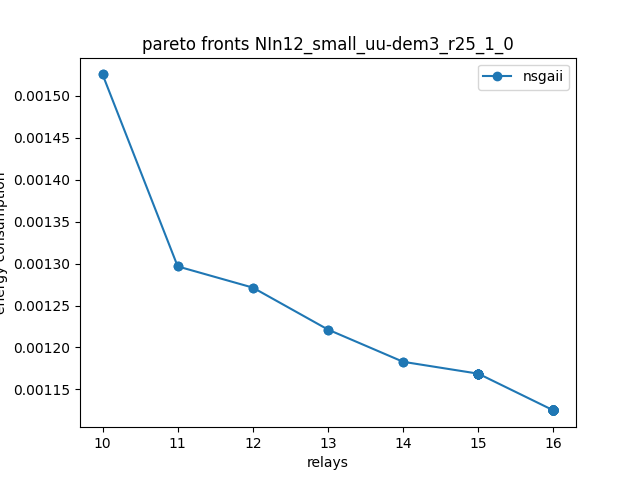 pareto fronts NIn12_small_uu-dem3_r25_1_0
nsgaii
0.00150
0.00145
0.00140
0.00135
0.00130
0.00125
0.00120
0.00115
energy consumption
10 11 12 13 14 15 16
relays